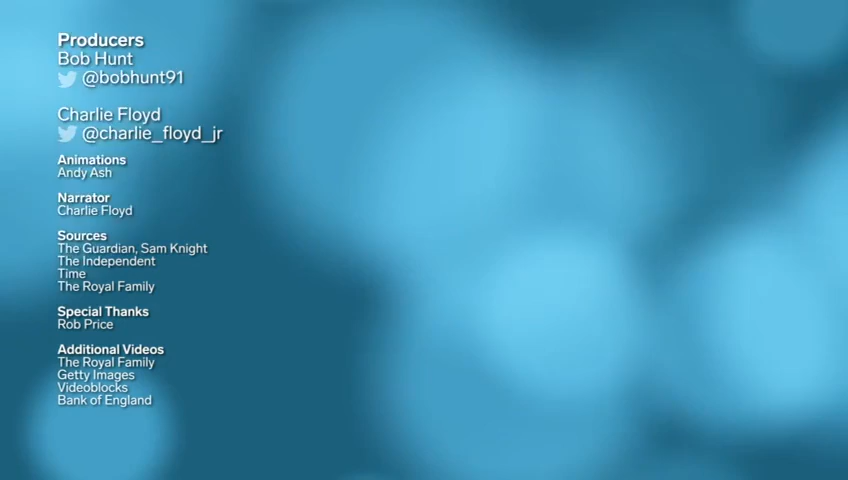 Producers
Bob Hunt
@bobhunt91
Charlie Floyd
@charlie_floyd_jr
Animations
Andy Ash
Narrator
Charlie Floyd
Sources
The Guardian, Sam Knight
The Independent
Time
The Royal Family
Special Thanks
Rob Price
Additional Videos
The Royal Family
Getty Images
Videoblocks
Bank of England